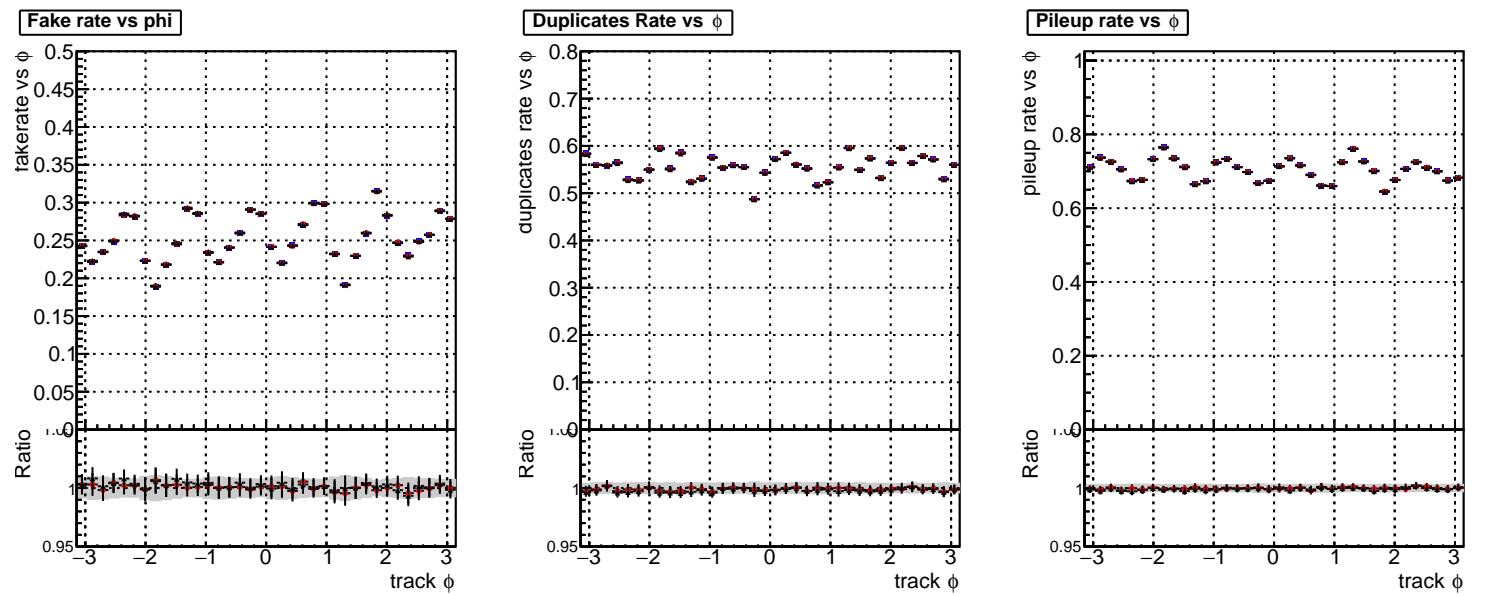 Fake rate vs phi
fakerate vs ϕ
0.5
0.45
0.4
0.35
0.3
0.25
0.2
0.15
0.1
0.05
0
Ratio
1
0.95
−3 −2 −1 0 1 2 3
track ϕ
Duplicates Rate vs ϕ
duplicates rate vs ϕ
0.8
0.7
0.6
0.5
0.4
0.3
0.2
0.1
0
Ratio
1
0.95
−3 −2 −1 0 1 2 3
track ϕ
Pileup rate vs ϕ
pileup rate vs ϕ
1
0.8
0.6
0.4
0.2
0
Ratio
1
0.95
−3 −2 −1 0 1 2 3
track ϕ